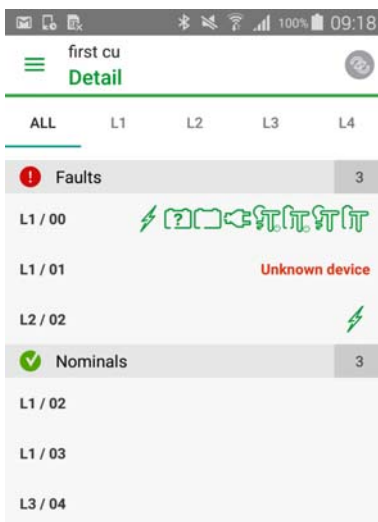 100% 09:18
first cu
Detail
ALL L1 L2 L3 L4
! Faults 3
L1 / 00 ?
L1 / 01 Unknown device
L2 / 02
Nominals 3
L1 / 02
L1 / 03
L3 / 04